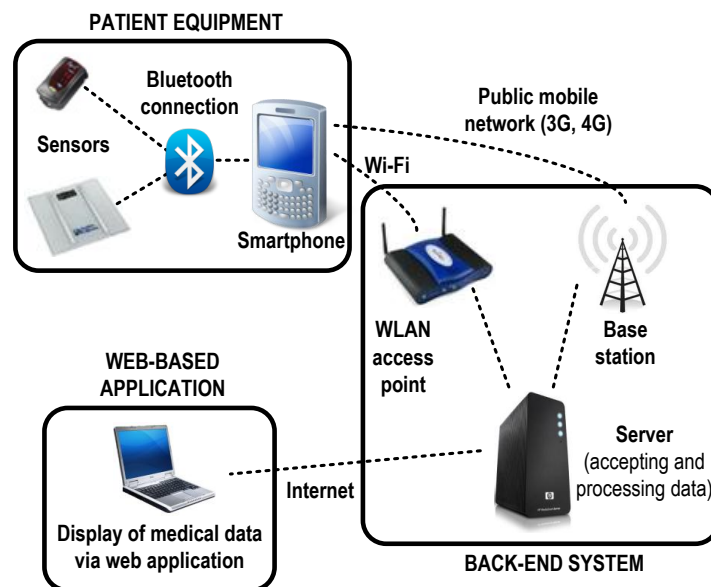 PATIENT EQUIPMENT
Bluetooth
connection
Sensors
Smartphone
Public mobile
network (3G, 4G)
Wi-Fi
WLAN
access
point
Base
station
WEB-BASED
APPLICATION
Server
(accepting and
processing data)
Internet
Display of medical data
via web application
BACK-END SYSTEM